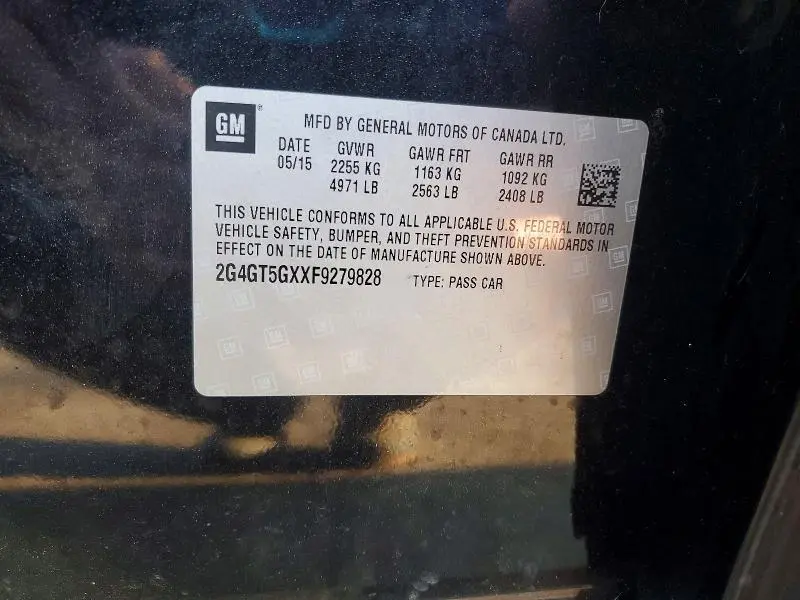 GM® MFD BY GENERAL MOTORS OF CANADA LTD.
DATE GVWR GAWR FRT GAWR RR
05/15 2255 KG 1163 KG 1092 KG
4971 LB 2563 LB 2408 LB
THIS VEHICLE CONFORMS TO ALL APPLICABLE U.S. FEDERAL MOTOR
VEHICLE SAFETY, BUMPER, AND THEFT PREVENTION STANDARDS IN
EFFECT ON THE DATE OF MANUFACTURE SHOWN ABOVE.
2G4GT5GXXF9279828 TYPE: PASS CAR